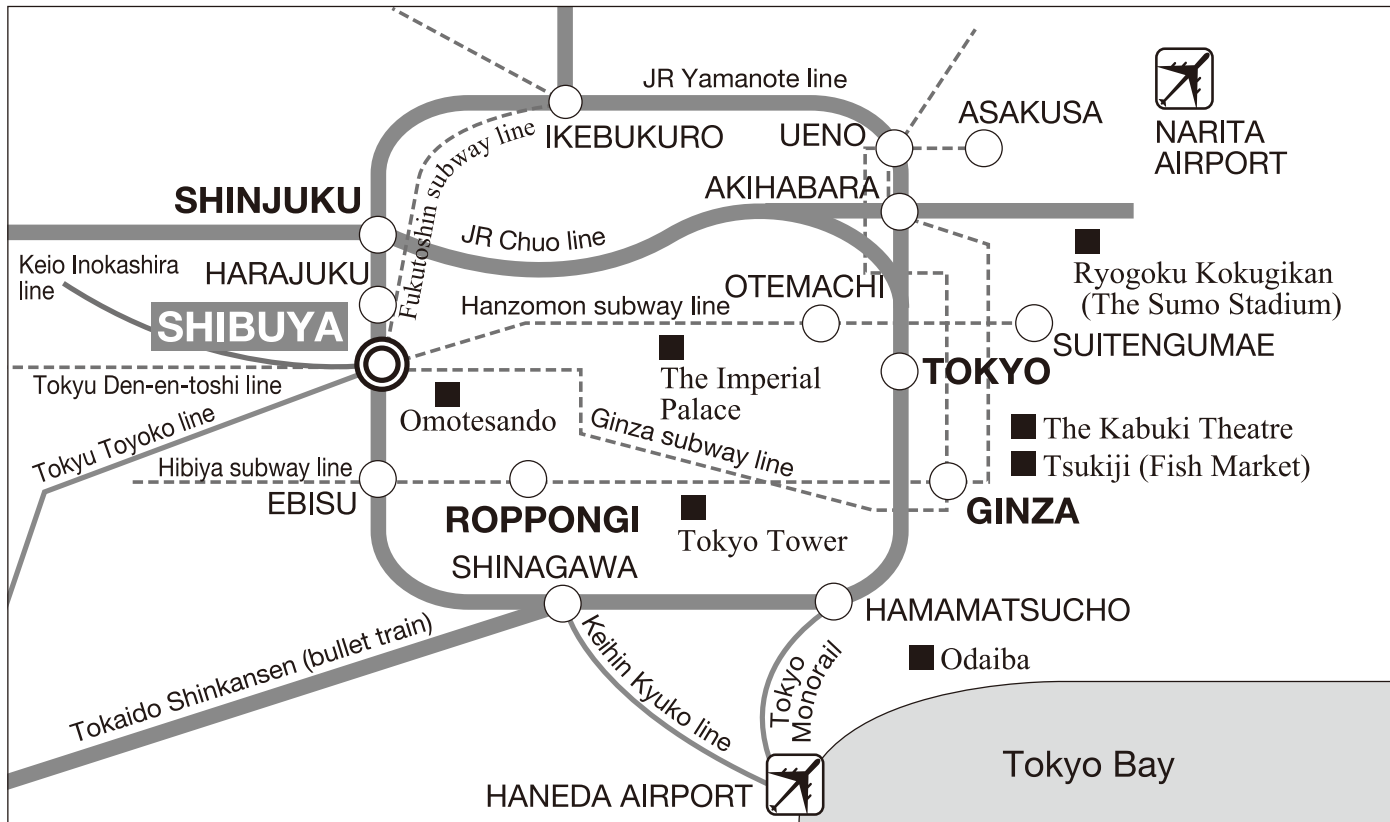 JR Yamanote line
IKEBUKURO
UENO
ASAKUSA
NARITA
AIRPORT
Fukutoshin subway line
AKIHABARA
SHINJUKU
JR Chuo line
Keio Inokashira
line
HARAJUKU
Ryogoku Kokugikan
(The Sumo Stadium)
OTEMACHI
Hanzomon subway line
SHIBUYA
SUITENGUMAE
Tokyu Den-en-toshi line
The Imperial
Palace
TOKYO
Omotesando
Tokyu Toyoko line
Ginza subway line
The Kabuki Theatre
Tsukiji (Fish Market)
Hibiya subway line
EBISU
ROPPONGI
Tokyo Tower
GINZA
SHINAGAWA
HAMAMATSUCHO
Tokaido Shinkansen (bullet train)
Keihin Kyuko line
Tokyo
Monorail
Odaiba
Tokyo Bay
HANEDA AIRPORT